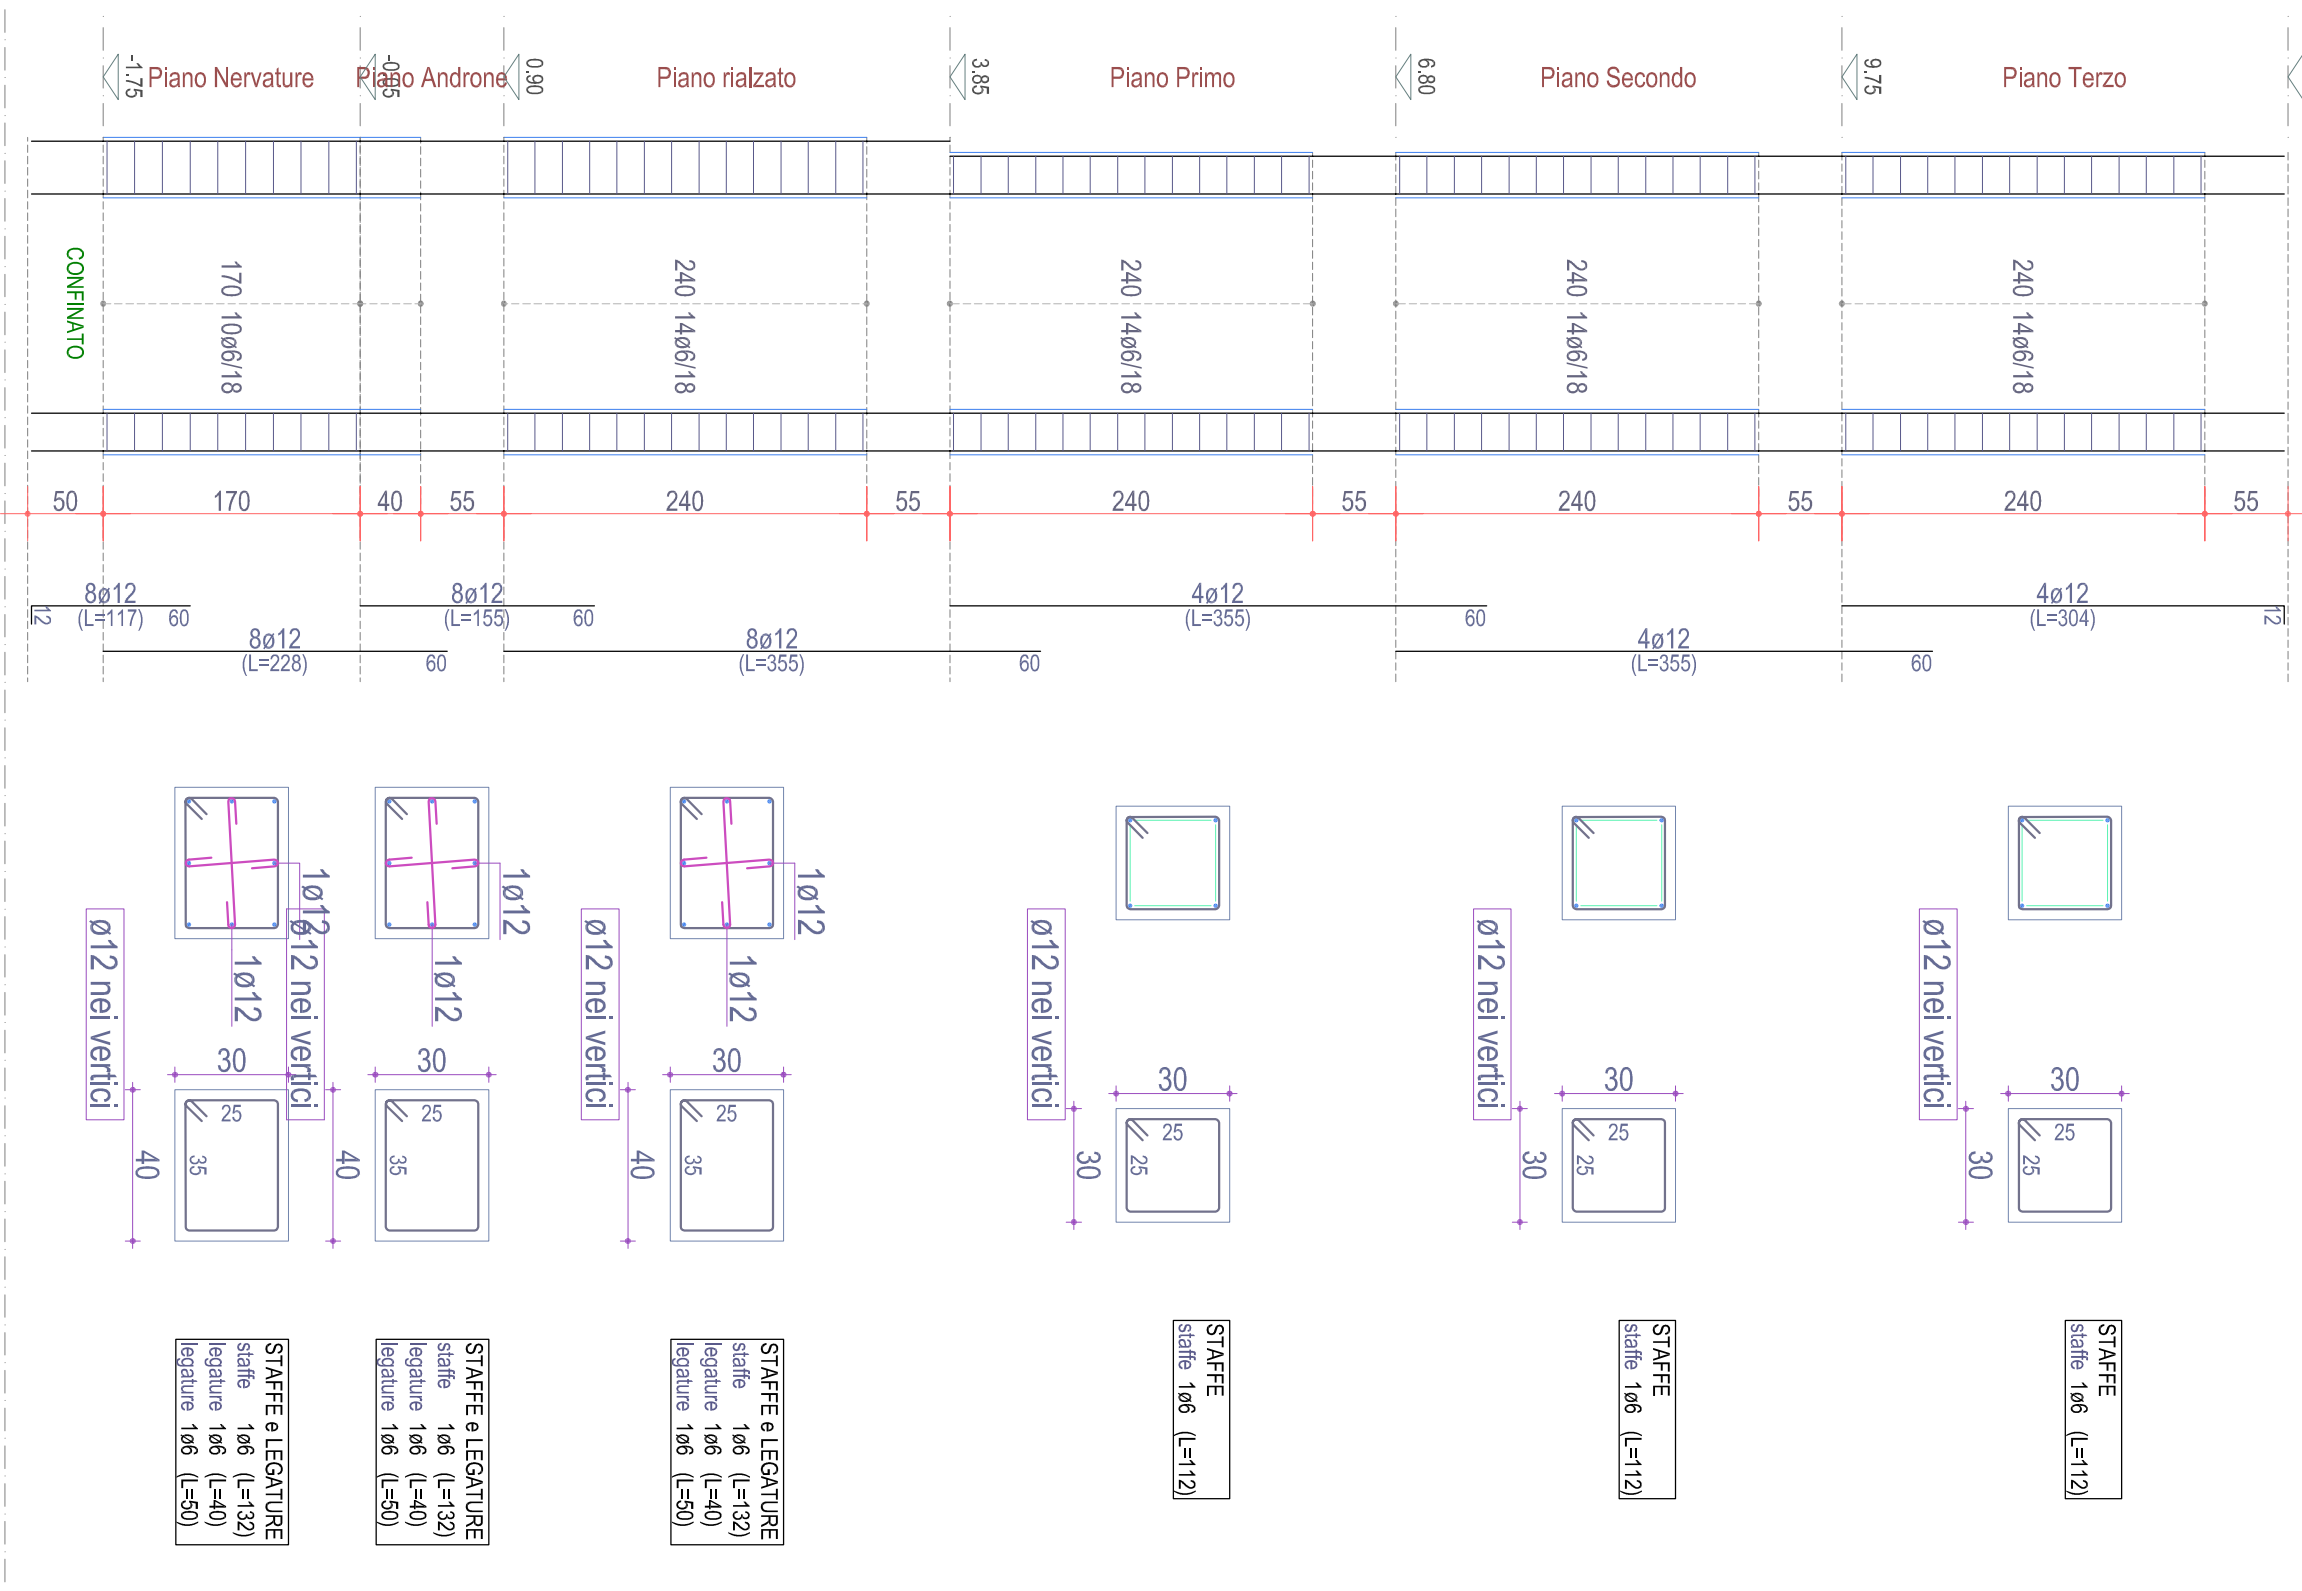 -1.75
Piano Nervature
-0.05
Piano Androne
0.90
Piano rialzato
3.85
Piano Primo
6.80
Piano Secondo
9.75
Piano Terzo
CONFINATO
170 10ø6/18
240 14ø6/18
240 14ø6/18
240 14ø6/18
240 14ø6/18
50 170 40 55 240 55 240 55 240 55 240 55
8ø12
(L=117)
12
60
8ø12
(L=155)
60
4ø12
(L=355)
60
4ø12
(L=304)
12
8ø12
(L=228)
60
8ø12
(L=355)
60
4ø12
(L=355)
60
1ø12
1ø12
ø12 nei vertici
30
40
25
35
1ø12
1ø12
ø12 nei vertici
30
40
25
35
1ø12
1ø12
ø12 nei vertici
30
40
25
35
ø12 nei vertici
30
30
25
25
ø12 nei vertici
30
30
25
25
ø12 nei vertici
30
30
25
25
STAFFE e LEGATURE
staffe 1ø6 (L=132)
legature 1ø6 (L=40)
legature 1ø6 (L=50)
STAFFE e LEGATURE
staffe 1ø6 (L=132)
legature 1ø6 (L=40)
legature 1ø6 (L=50)
STAFFE e LEGATURE
staffe 1ø6 (L=132)
legature 1ø6 (L=40)
legature 1ø6 (L=50)
STAFFE
staffe 1ø6 (L=112)
STAFFE
staffe 1ø6 (L=112)
STAFFE
staffe 1ø6 (L=112)